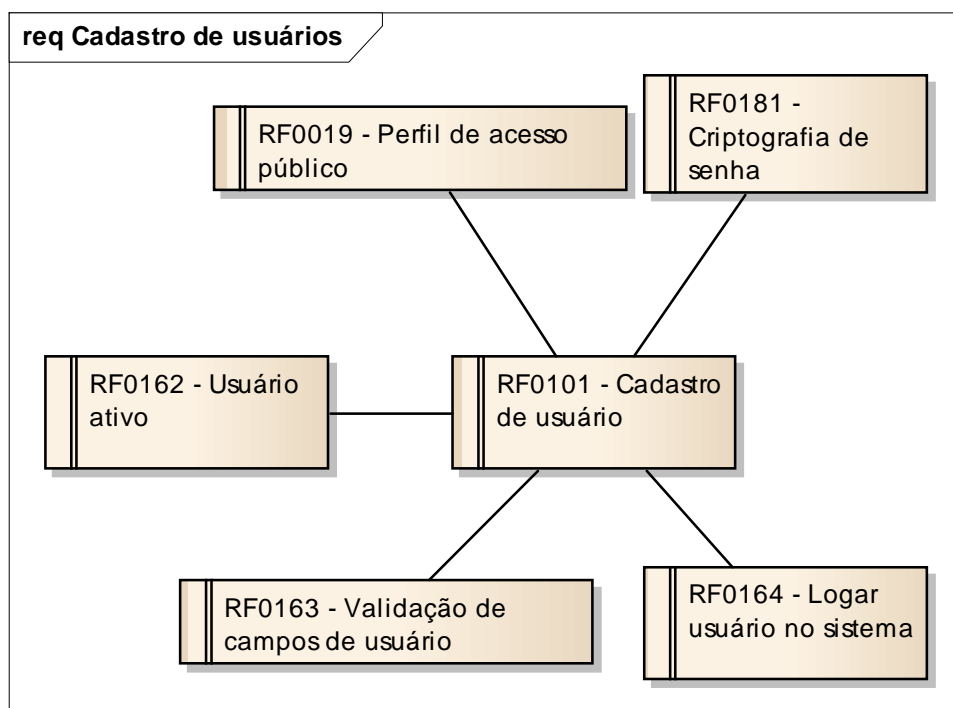 req Cadastro de usuários
RF0019 - Perfil de acesso
público
RF0181 -
Criptografia de
senha
RF0162 - Usuário
ativo
RF0101 - Cadastro
de usuário
RF0163 - Validação de
campos de usuário
RF0164 - Logar
usuário no sistema